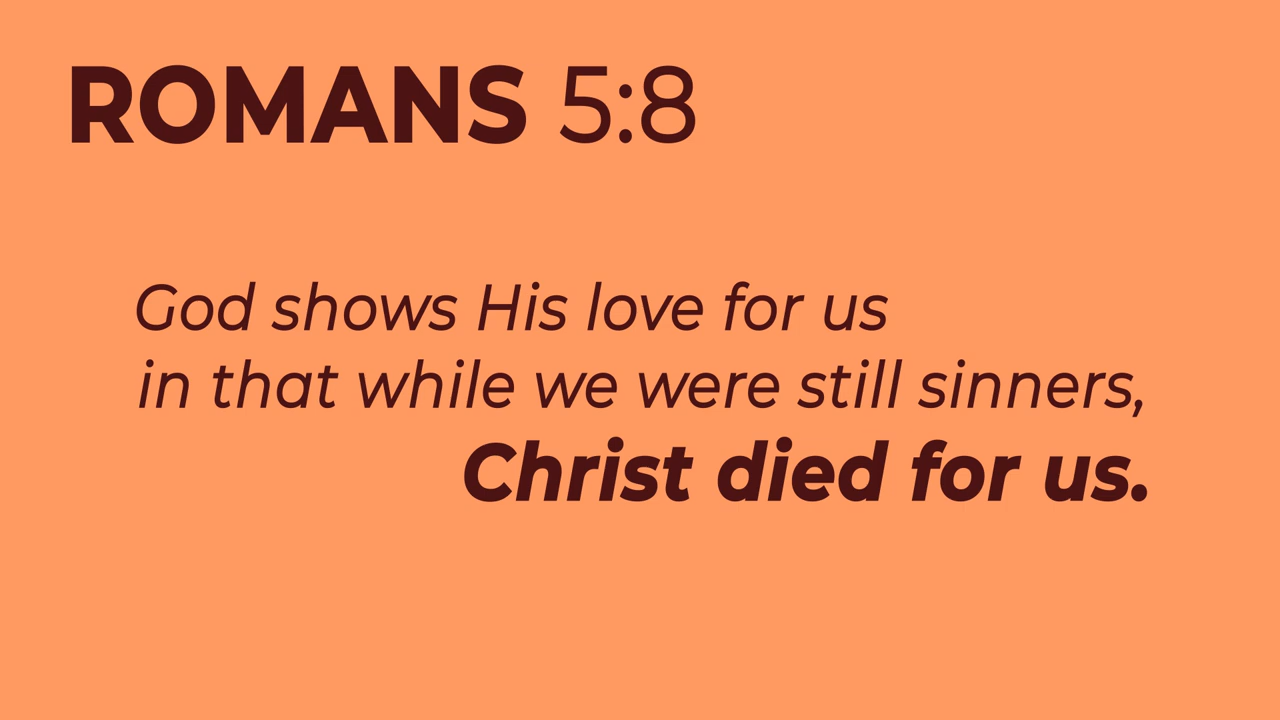 ROMANS 5:8
God shows His love for us
in that while we were still sinners,
Christ died for us.